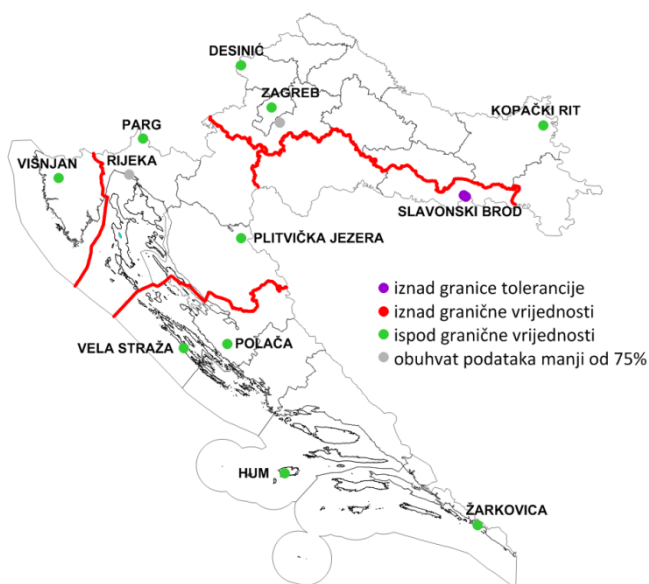 DESINIĆ
ZAGREB
KOPAČKI RIT
PARG
VIŠNJAN
RIJEKA
SLAVONSKI BROD
PLITVIČKA JEZERA
iznad granice tolerancije
iznad granične vrijednosti
ispod granične vrijednosti
obuhvat podataka manji od 75%
VELA STRAŽA
POLAČA
HUM
ŽARKOVICA